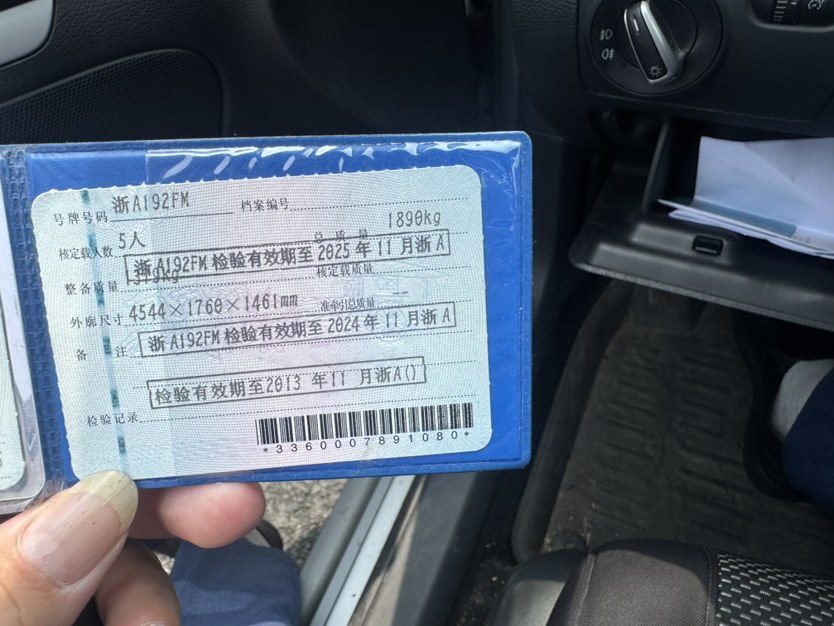 号牌号码 浙A192FM 档案编号
核定载人数 5人 总质量 1890kg
浙A192FM检验有效期至2025年11月浙A
整备质量 核定载质量
外廓尺寸 4544×1760×1461mm 准牵引总质量 —
备注 浙A192FM检验有效期至2024年11月浙A
检验有效期至2013年11月浙A()
检验记录
*3360007891080*